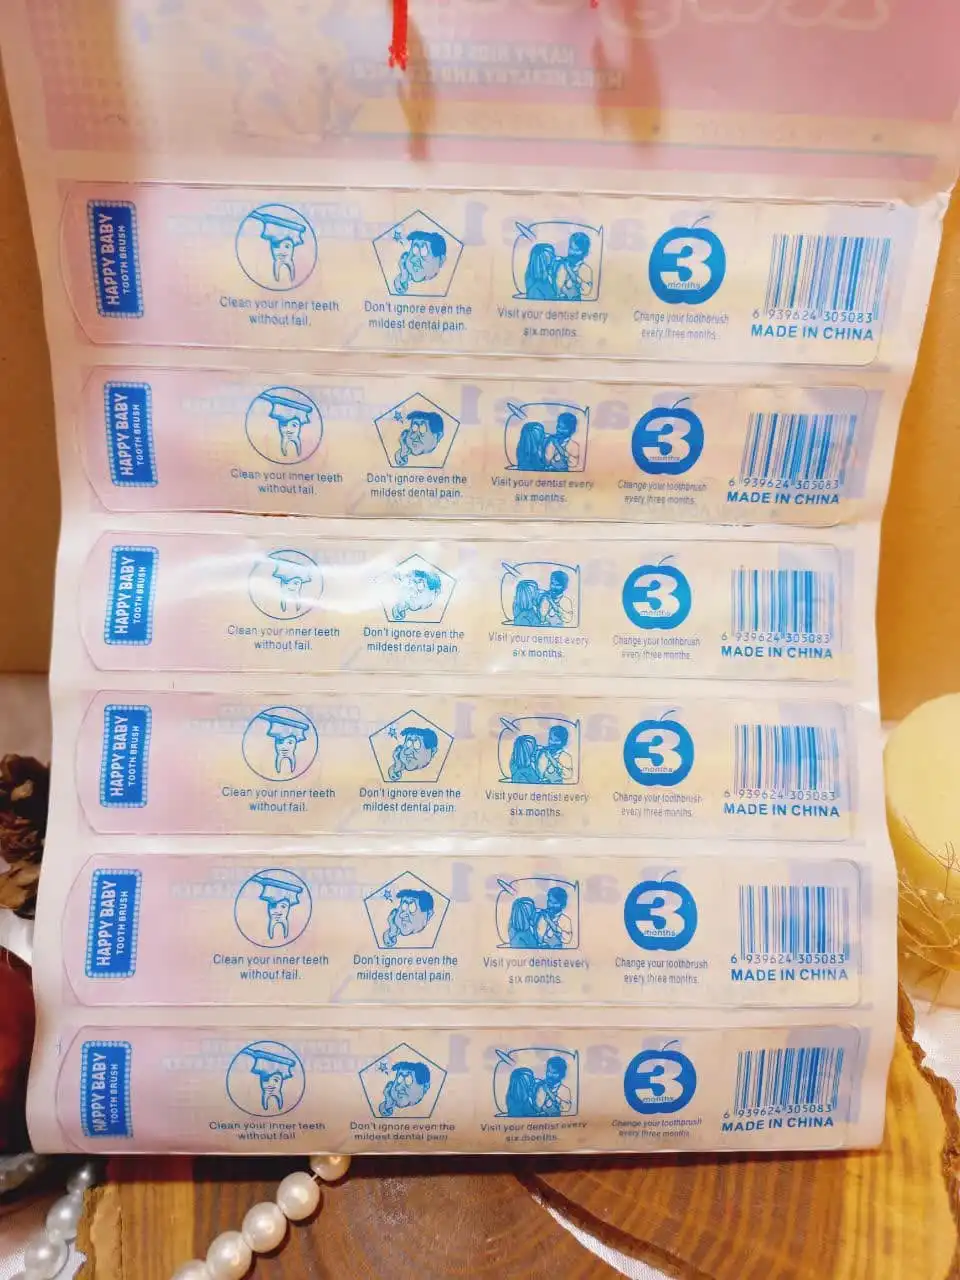 HAPPY BABY
TOOTH BRUSH
Clean your inner teeth
without fail.
Don't ignore even the
mildest dental pain.
Visit your dentist every
six months.
3
months
Change your toothbrush
every three months.
6 939624 305083
MADE IN CHINA
HAPPY BABY
TOOTH BRUSH
Clean your inner teeth
without fail.
Don't ignore even the
mildest dental pain.
Visit your dentist every
six months.
3
months
Change your toothbrush
every three months.
6 939624 305083
MADE IN CHINA
HAPPY BABY
TOOTH BRUSH
Clean your inner teeth
without fail.
Don't ignore even the
mildest dental pain.
Visit your dentist every
six months.
3
months
Change your toothbrush
every three months.
6 939624 305083
MADE IN CHINA
HAPPY BABY
TOOTH BRUSH
Clean your inner teeth
without fail.
Don't ignore even the
mildest dental pain.
Visit your dentist every
six months.
3
months
Change your toothbrush
every three months.
6 939624 305083
MADE IN CHINA
HAPPY BABY
TOOTH BRUSH
Clean your inner teeth
without fail.
Don't ignore even the
mildest dental pain.
Visit your dentist every
six months.
3
months
Change your toothbrush
every three months.
6 939624 305083
MADE IN CHINA
HAPPY BABY
TOOTH BRUSH
Clean your inner teeth
without fail
Don't ignore even the
mildest dental pain
Visit your dentist every
six months.
3
months
Change your toothbrush
every three months.
6 939624 305083
MADE IN CHINA